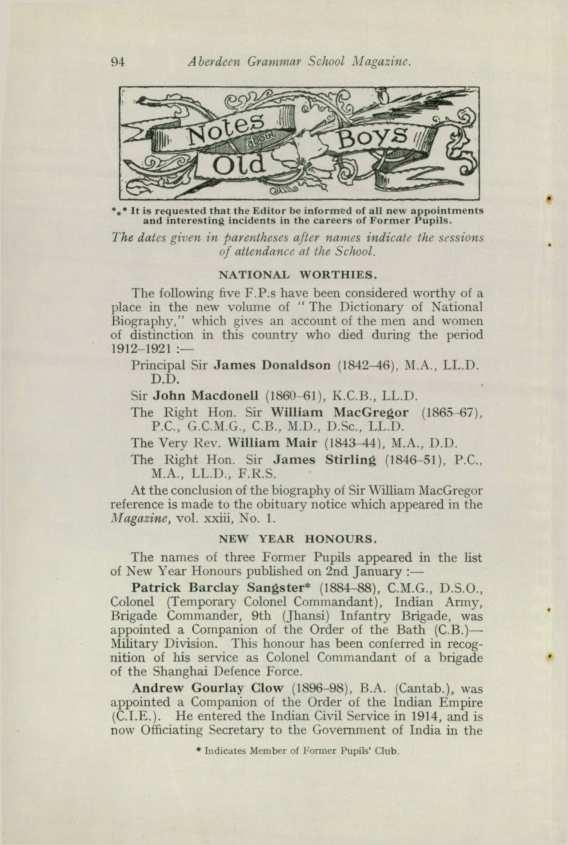 94 Aberdeen Grammar School Magazine.
Notes about
Old Boys
*⁎* It is requested that the Editor be informed of all new appointments
and interesting incidents in the careers of Former Pupils.
The dates given in parentheses after names indicate the sessions
of attendance at the School.
NATIONAL WORTHIES.
The following five F.P.s have been considered worthy of a
place in the new volume of "The Dictionary of National
Biography," which gives an account of the men and women
of distinction in this country who died during the period
1912–1921 :—
Principal Sir James Donaldson (1842–46), M.A., LL.D.
D.D.
Sir John Macdonell (1860–61), K.C.B., LL.D.
The Right Hon. Sir William MacGregor (1865–67),
P.C., G.C.M.G., C.B., M.D., D.Sc., LL.D.
The Very Rev. William Mair (1843–44), M.A., D.D.
The Right Hon. Sir James Stirling (1846–51), P.C.,
M.A., LL.D., F.R.S.
At the conclusion of the biography of Sir William MacGregor
reference is made to the obituary notice which appeared in the
Magazine, vol. xxiii, No. 1.
NEW YEAR HONOURS.
The names of three Former Pupils appeared in the list
of New Year Honours published on 2nd January :—
Patrick Barclay Sangster* (1884–88), C.M.G., D.S.O.,
Colonel (Temporary Colonel Commandant), Indian Army,
Brigade Commander, 9th (Jhansi) Infantry Brigade, was
appointed a Companion of the Order of the Bath (C.B.)—
Military Division. This honour has been conferred in recog-
nition of his service as Colonel Commandant of a brigade
of the Shanghai Defence Force.
Andrew Gourlay Clow (1896–98), B.A. (Cantab.), was
appointed a Companion of the Order of the Indian Empire
(C.I.E.). He entered the Indian Civil Service in 1914, and is
now Officiating Secretary to the Government of India in the
* Indicates Member of Former Pupils' Club.